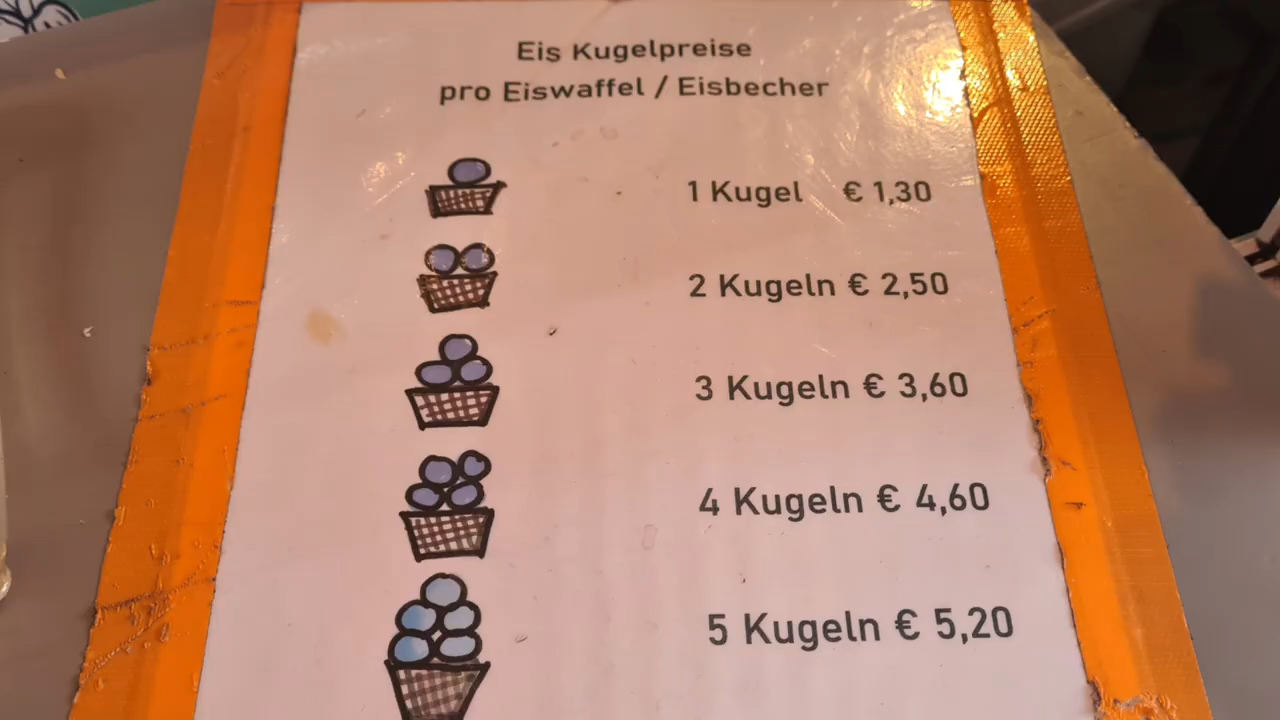 Eis Kugelpreise
pro Eiswaffel / Eisbecher
1 Kugel € 1,30
2 Kugeln € 2,50
3 Kugeln € 3,60
4 Kugeln € 4,60
5 Kugeln € 5,20